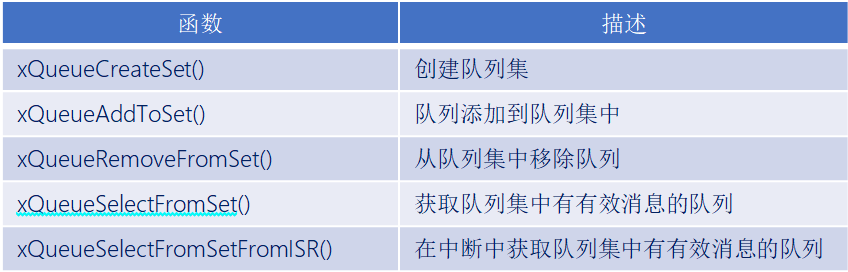 函数 描述
xQueueCreateSet() 创建队列集
xQueueAddToSet() 队列添加到队列集中
xQueueRemoveFromSet() 从队列集中移除队列
xQueueSelectFromSet() 获取队列集中有有效消息的队列
xQueueSelectFromSetFromISR() 在中断中获取队列集中有有效消息的队列